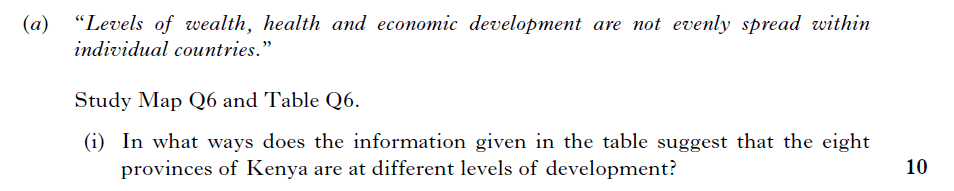 (a) “Levels of wealth, health and economic development are not evenly spread within
individual countries.”
Study Map Q6 and Table Q6.
(i) In what ways does the information given in the table suggest that the eight
provinces of Kenya are at different levels of development? 10